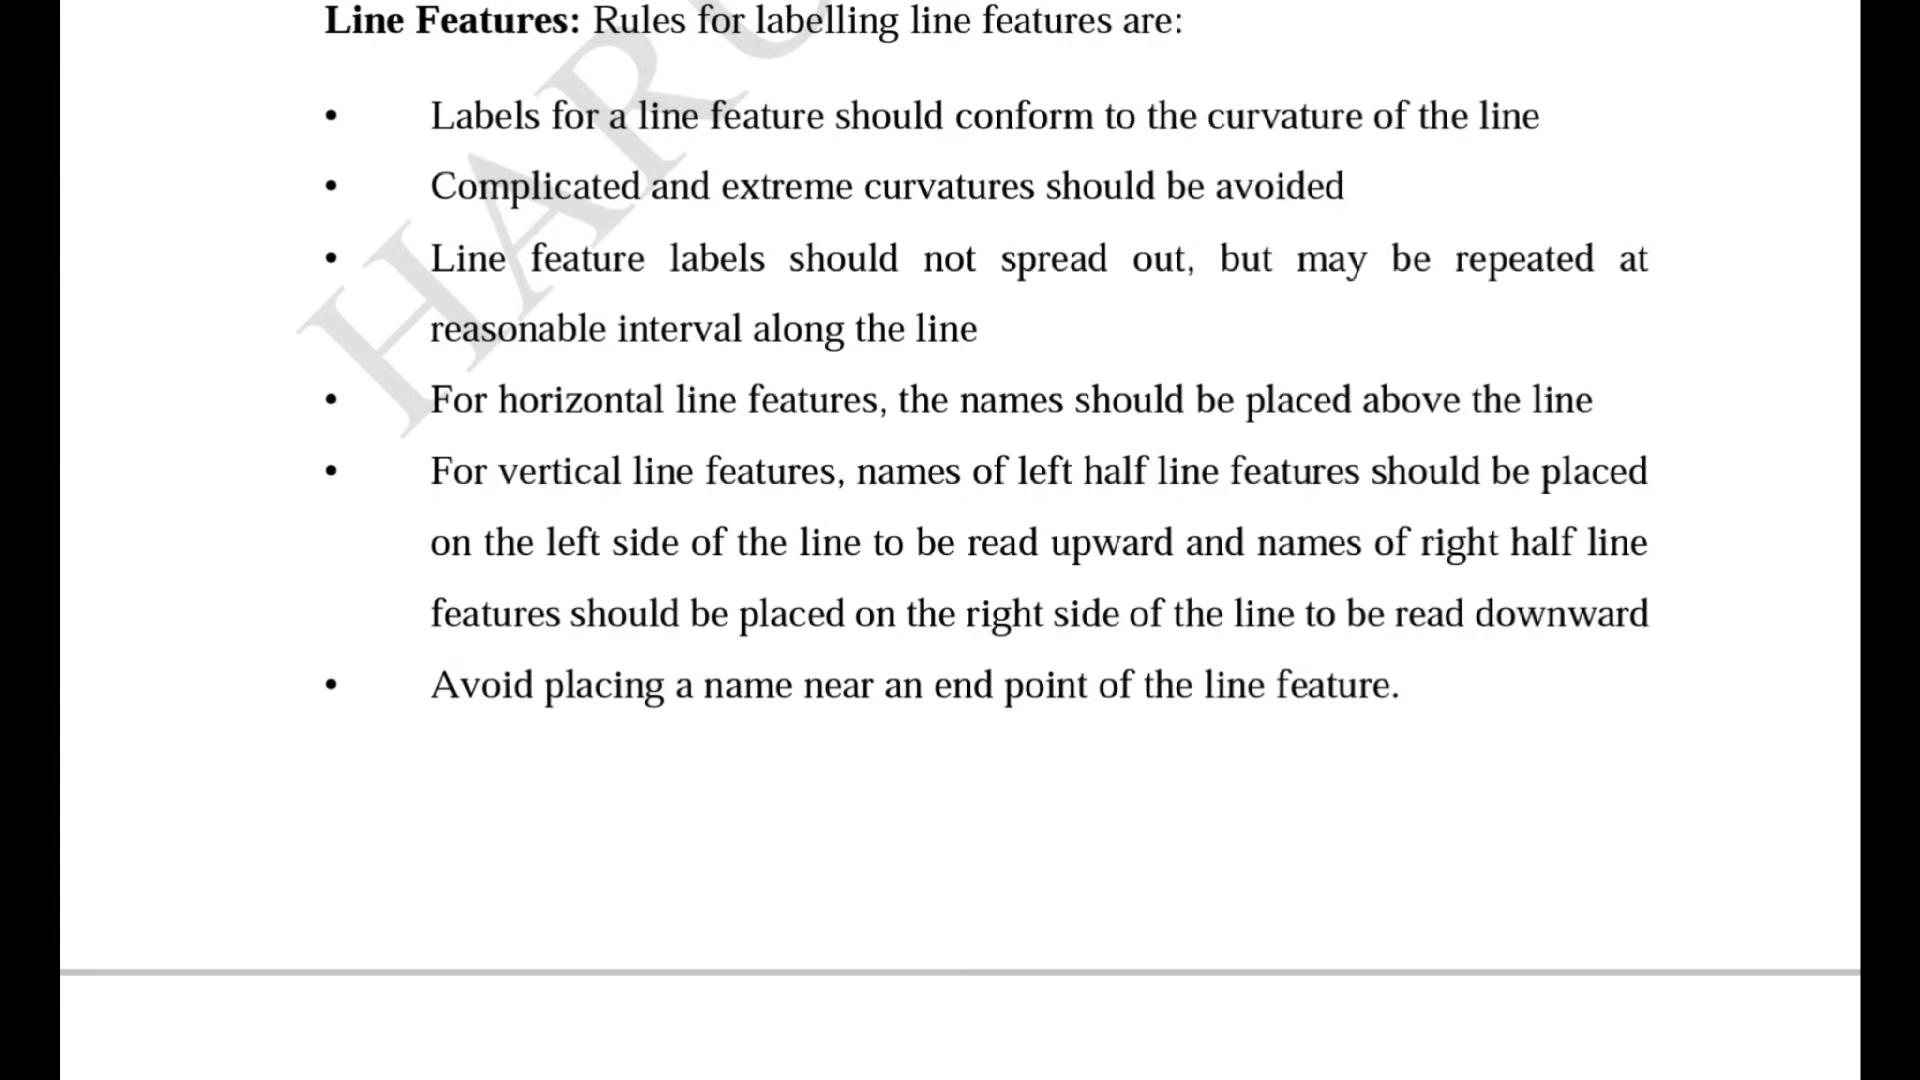 Line Features: Rules for labelling line features are:
• Labels for a line feature should conform to the curvature of the line
• Complicated and extreme curvatures should be avoided
• Line feature labels should not spread out, but may be repeated at
reasonable interval along the line
• For horizontal line features, the names should be placed above the line
• For vertical line features, names of left half line features should be placed
on the left side of the line to be read upward and names of right half line
features should be placed on the right side of the line to be read downward
• Avoid placing a name near an end point of the line feature.